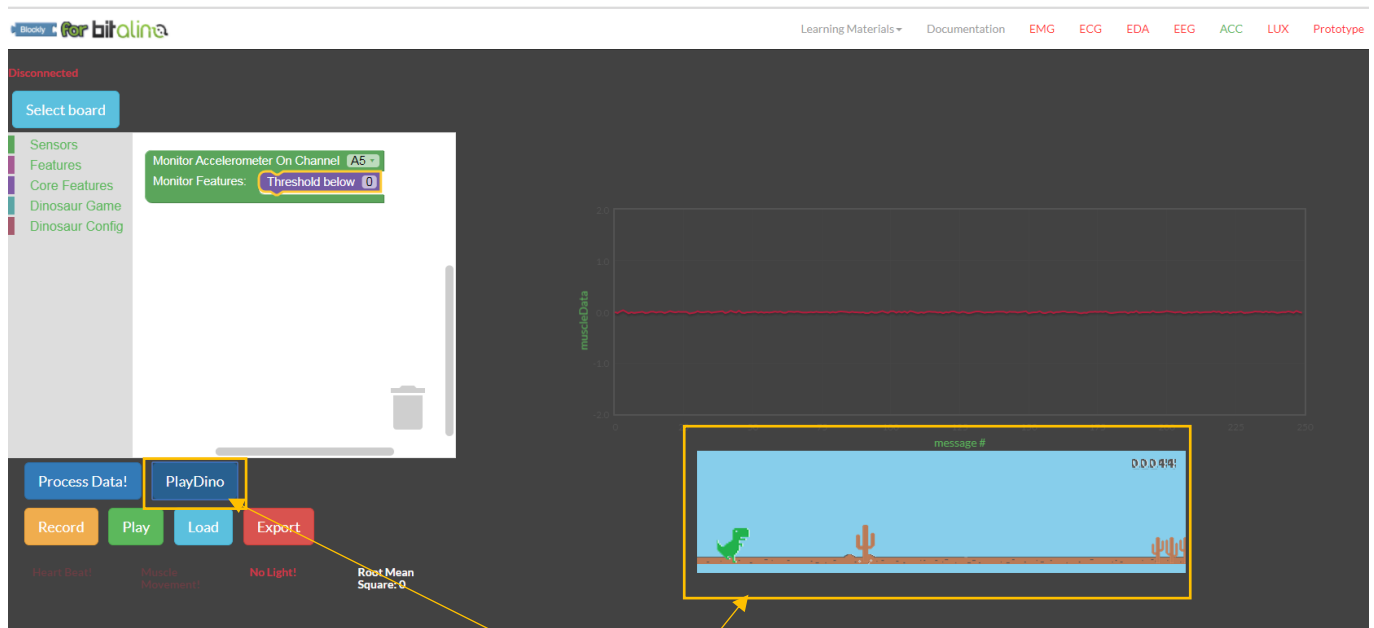 Blockly for bitalino
Learning Materials Documentation EMG ECG EDA EEG ACC LUX Prototype
Disconnected
Select board
Sensors
Features
Core Features
Dinosaur Game
Dinosaur Config
Monitor Accelerometer On Channel A5
Monitor Features: Threshold below 0
2.0
1.0
0.0
-1.0
-2.0
muscleData
0 225 250
message #
Process Data! PlayDino
Record Play Load Export
Heart Beat!
Muscle
Movement!
No Light!
Root Mean
Square: 0